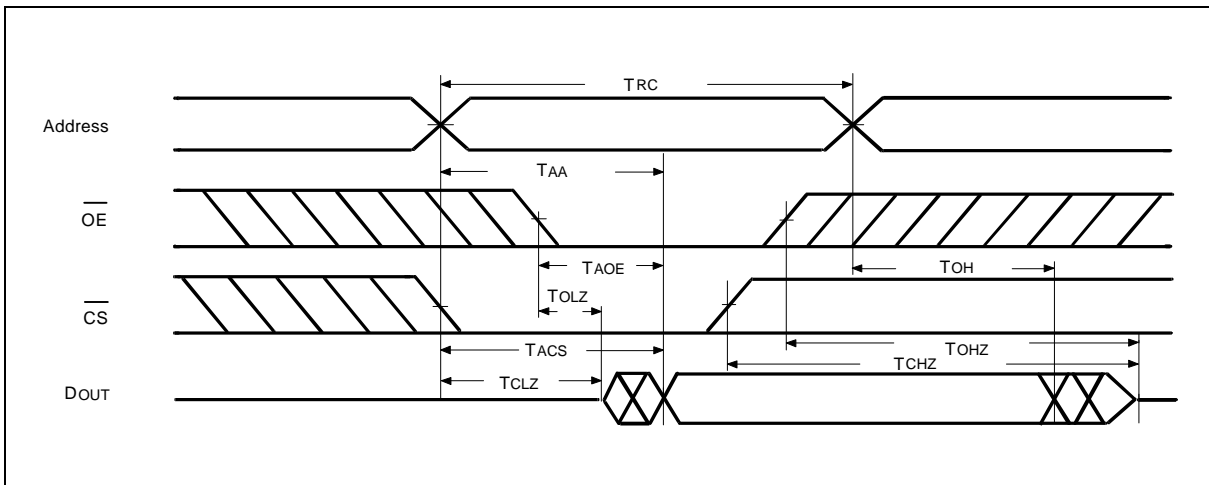 TRC
Address
TAA
OE
TAOE
TOH
TOLZ
CS
TACS
TOHZ
TCHZ
TCLZ
DOUT